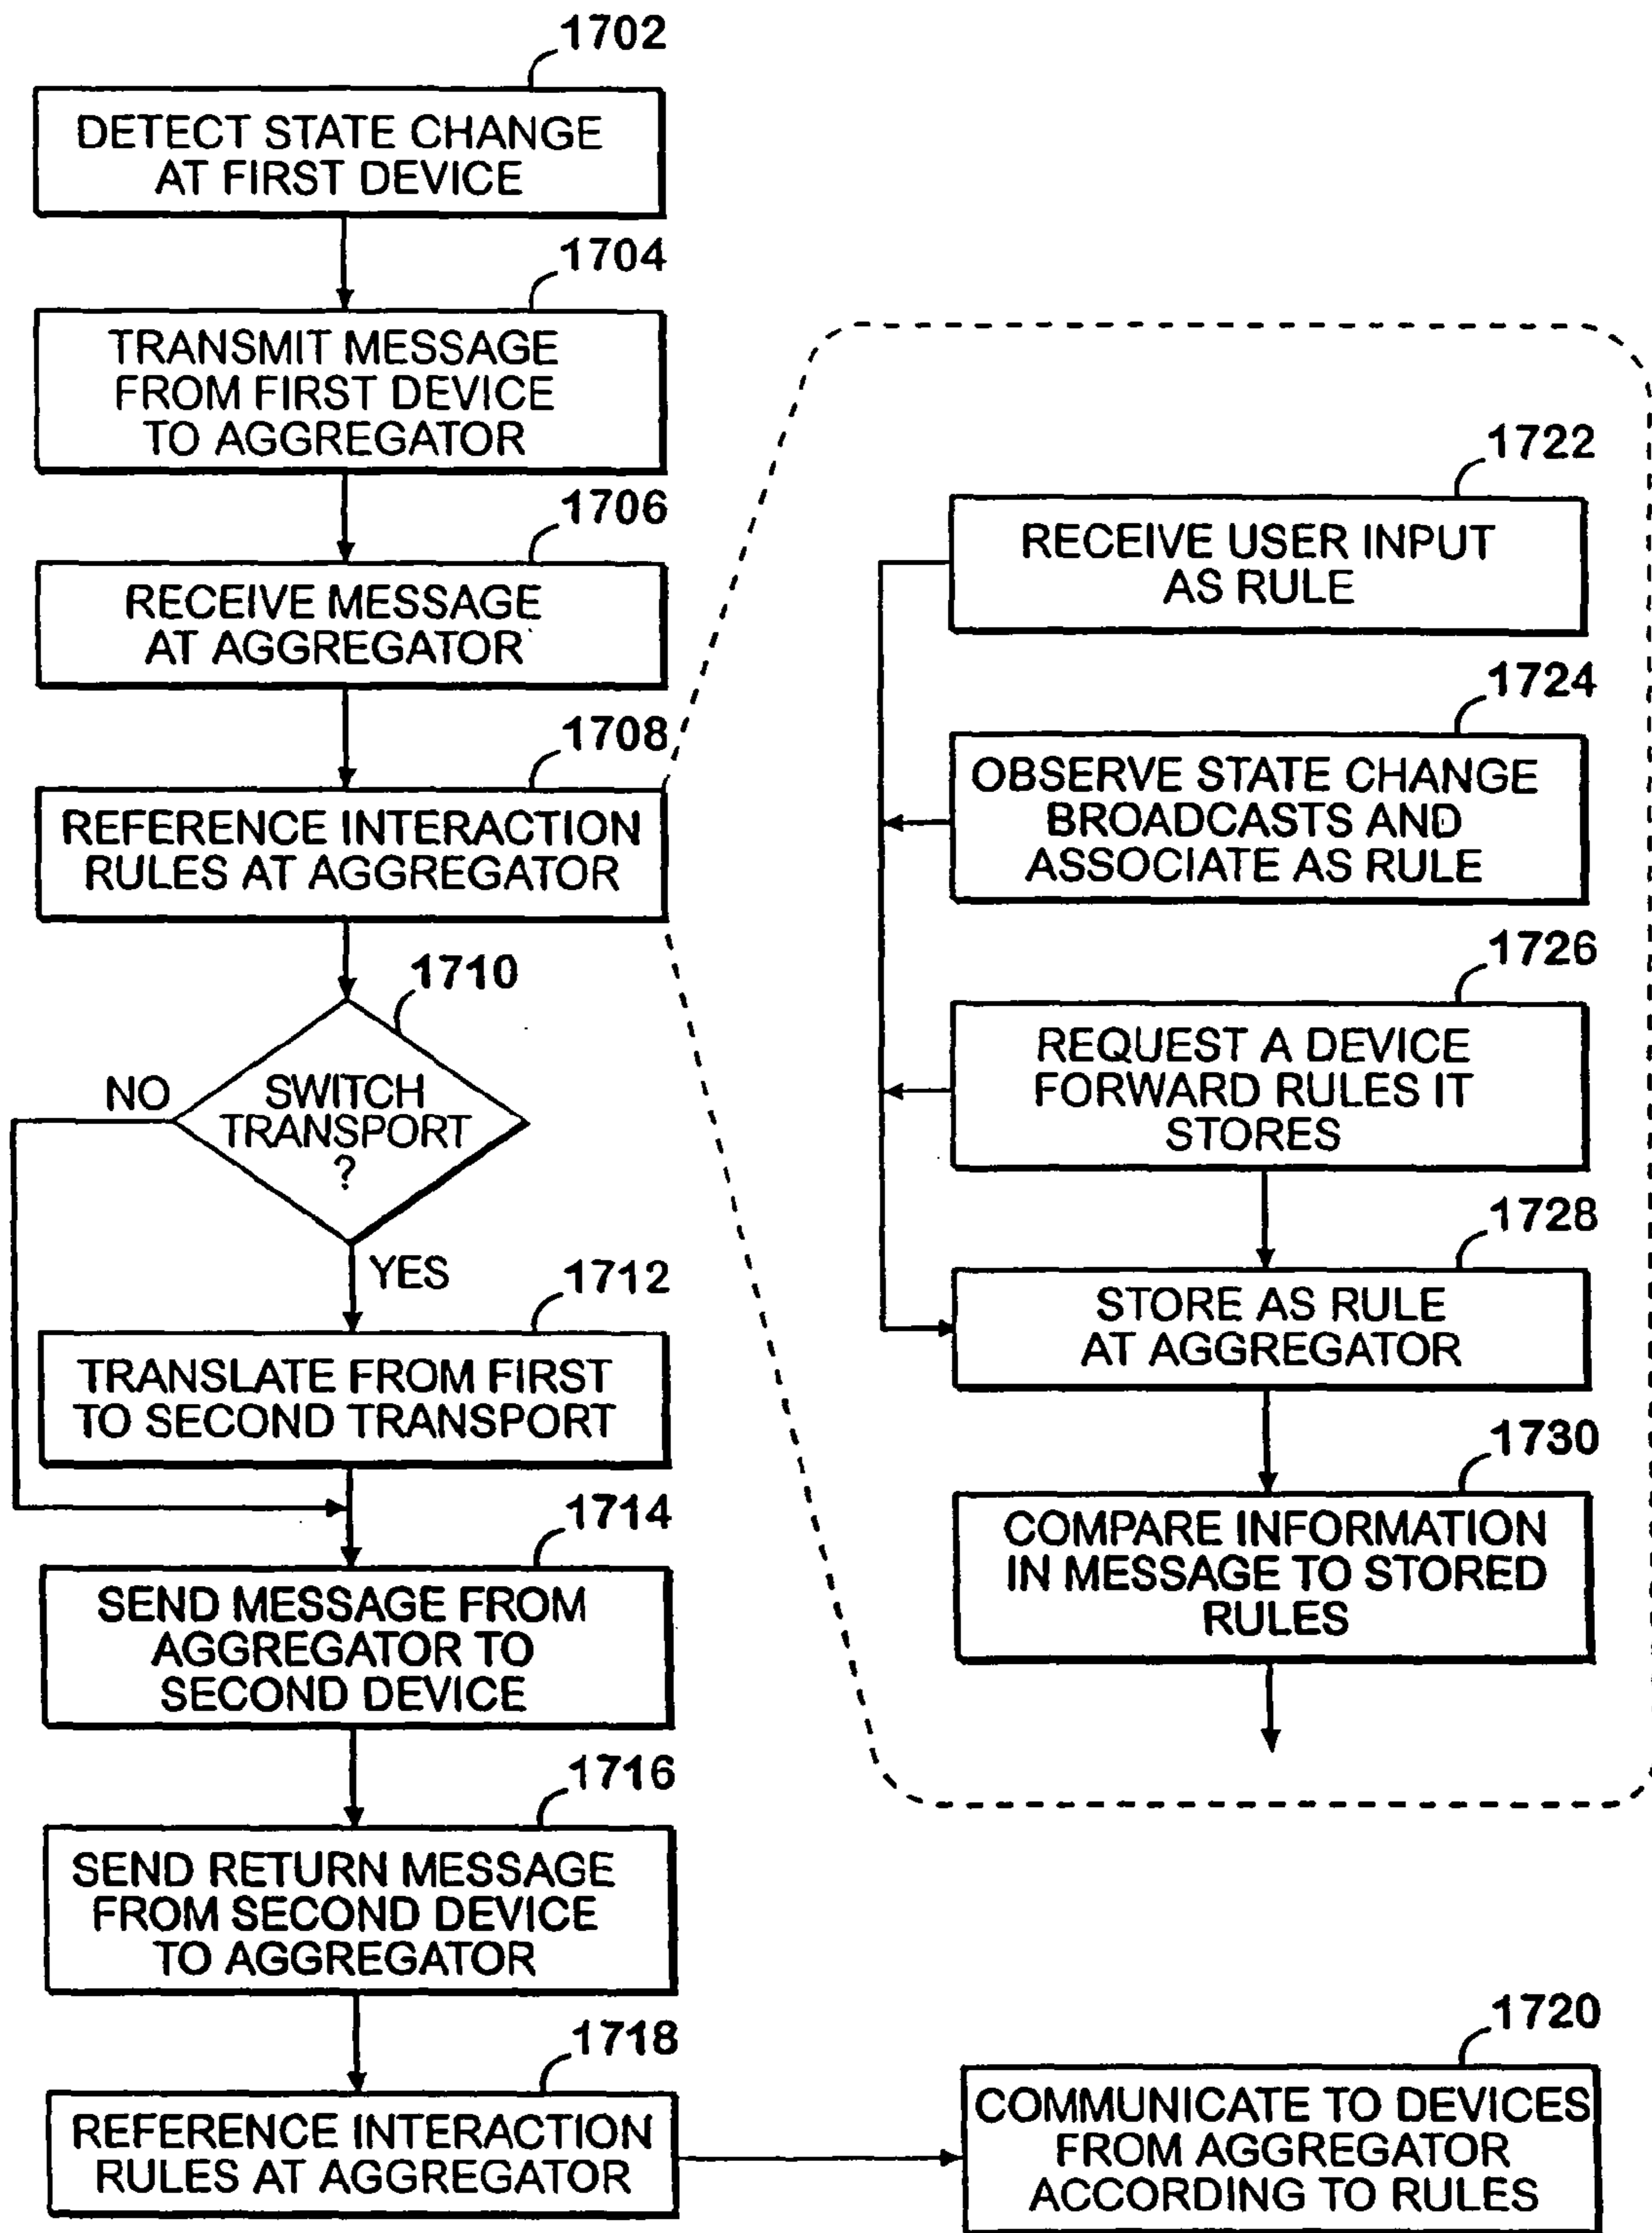 1702
DETECT STATE CHANGE
AT FIRST DEVICE
1704
TRANSMIT MESSAGE
FROM FIRST DEVICE
TO AGGREGATOR
1706
RECEIVE MESSAGE
AT AGGREGATOR
1708
REFERENCE INTERACTION
RULES AT AGGREGATOR
1710
NO
SWITCH
TRANSPORT
?
YES
1712
TRANSLATE FROM FIRST
TO SECOND TRANSPORT
1714
SEND MESSAGE FROM
AGGREGATOR TO
SECOND DEVICE
1716
SEND RETURN MESSAGE
FROM SECOND DEVICE
TO AGGREGATOR
1718
REFERENCE INTERACTION
RULES AT AGGREGATOR
1720
COMMUNICATE TO DEVICES
FROM AGGREGATOR
ACCORDING TO RULES
1722
RECEIVE USER INPUT
AS RULE
1724
OBSERVE STATE CHANGE
BROADCASTS AND
ASSOCIATE AS RULE
1726
REQUEST A DEVICE
FORWARD RULES IT
STORES
1728
STORE AS RULE
AT AGGREGATOR
1730
COMPARE INFORMATION
IN MESSAGE TO STORED
RULES